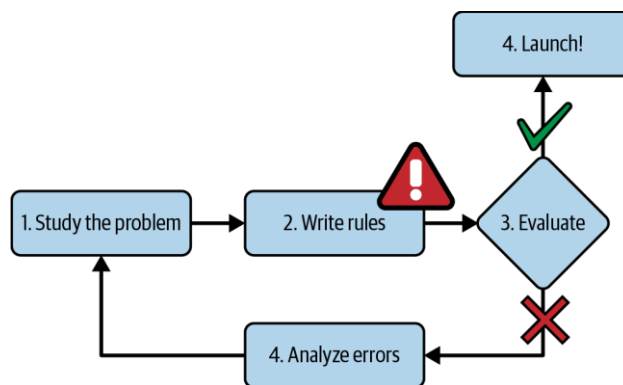 4. Launch!
1. Study the problem
2. Write rules
3. Evaluate
4. Analyze errors